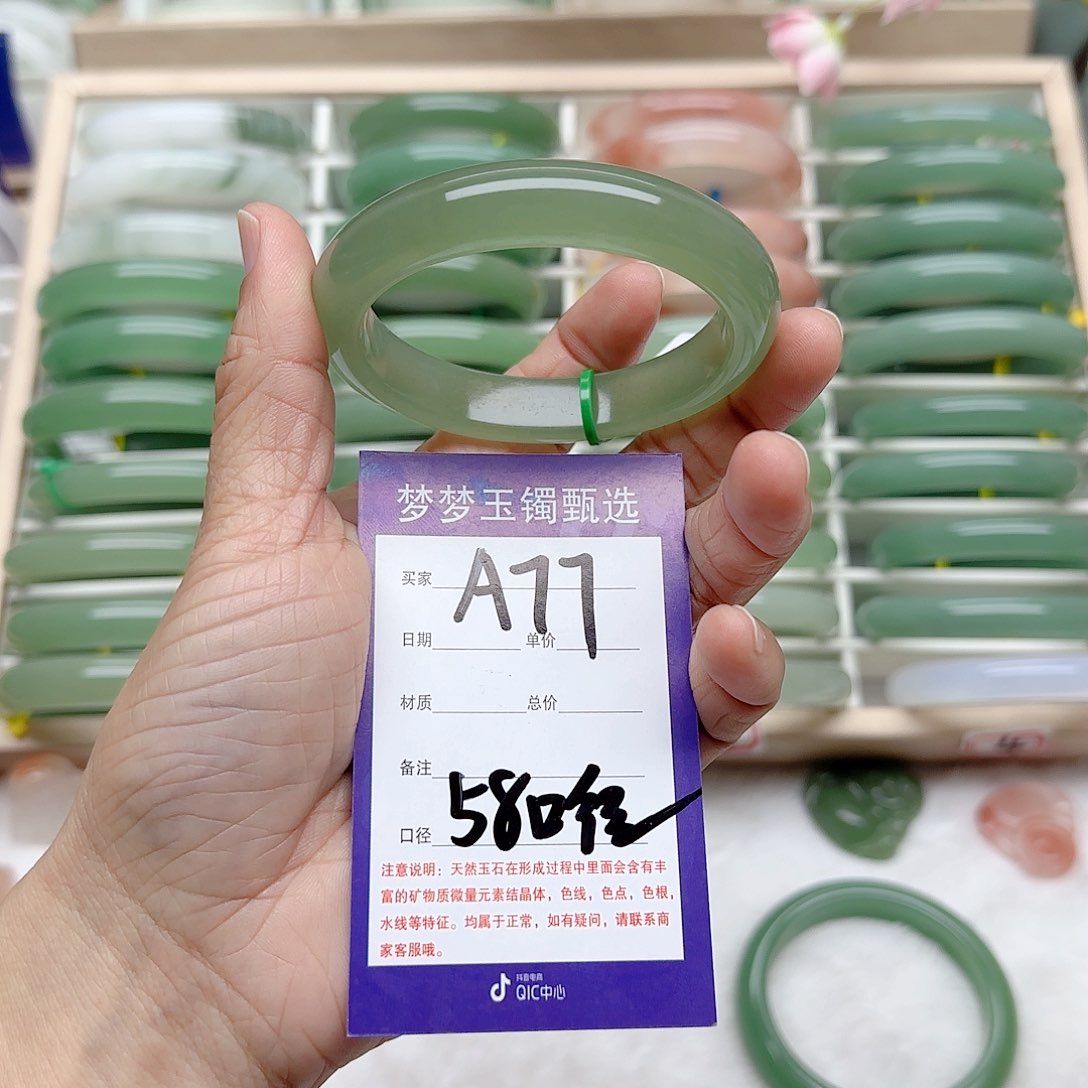 梦梦玉镯甄选
买家 A77
日期 单价
材质 总价
备注
口径 58口径
注意说明：天然玉石在形成过程中里面会含有丰
富的矿物质微量元素结晶体，色线，色点，色根，
水线等特征。均属于正常，如有疑问，请联系商
家客服哦。
抖音电商
QIC中心